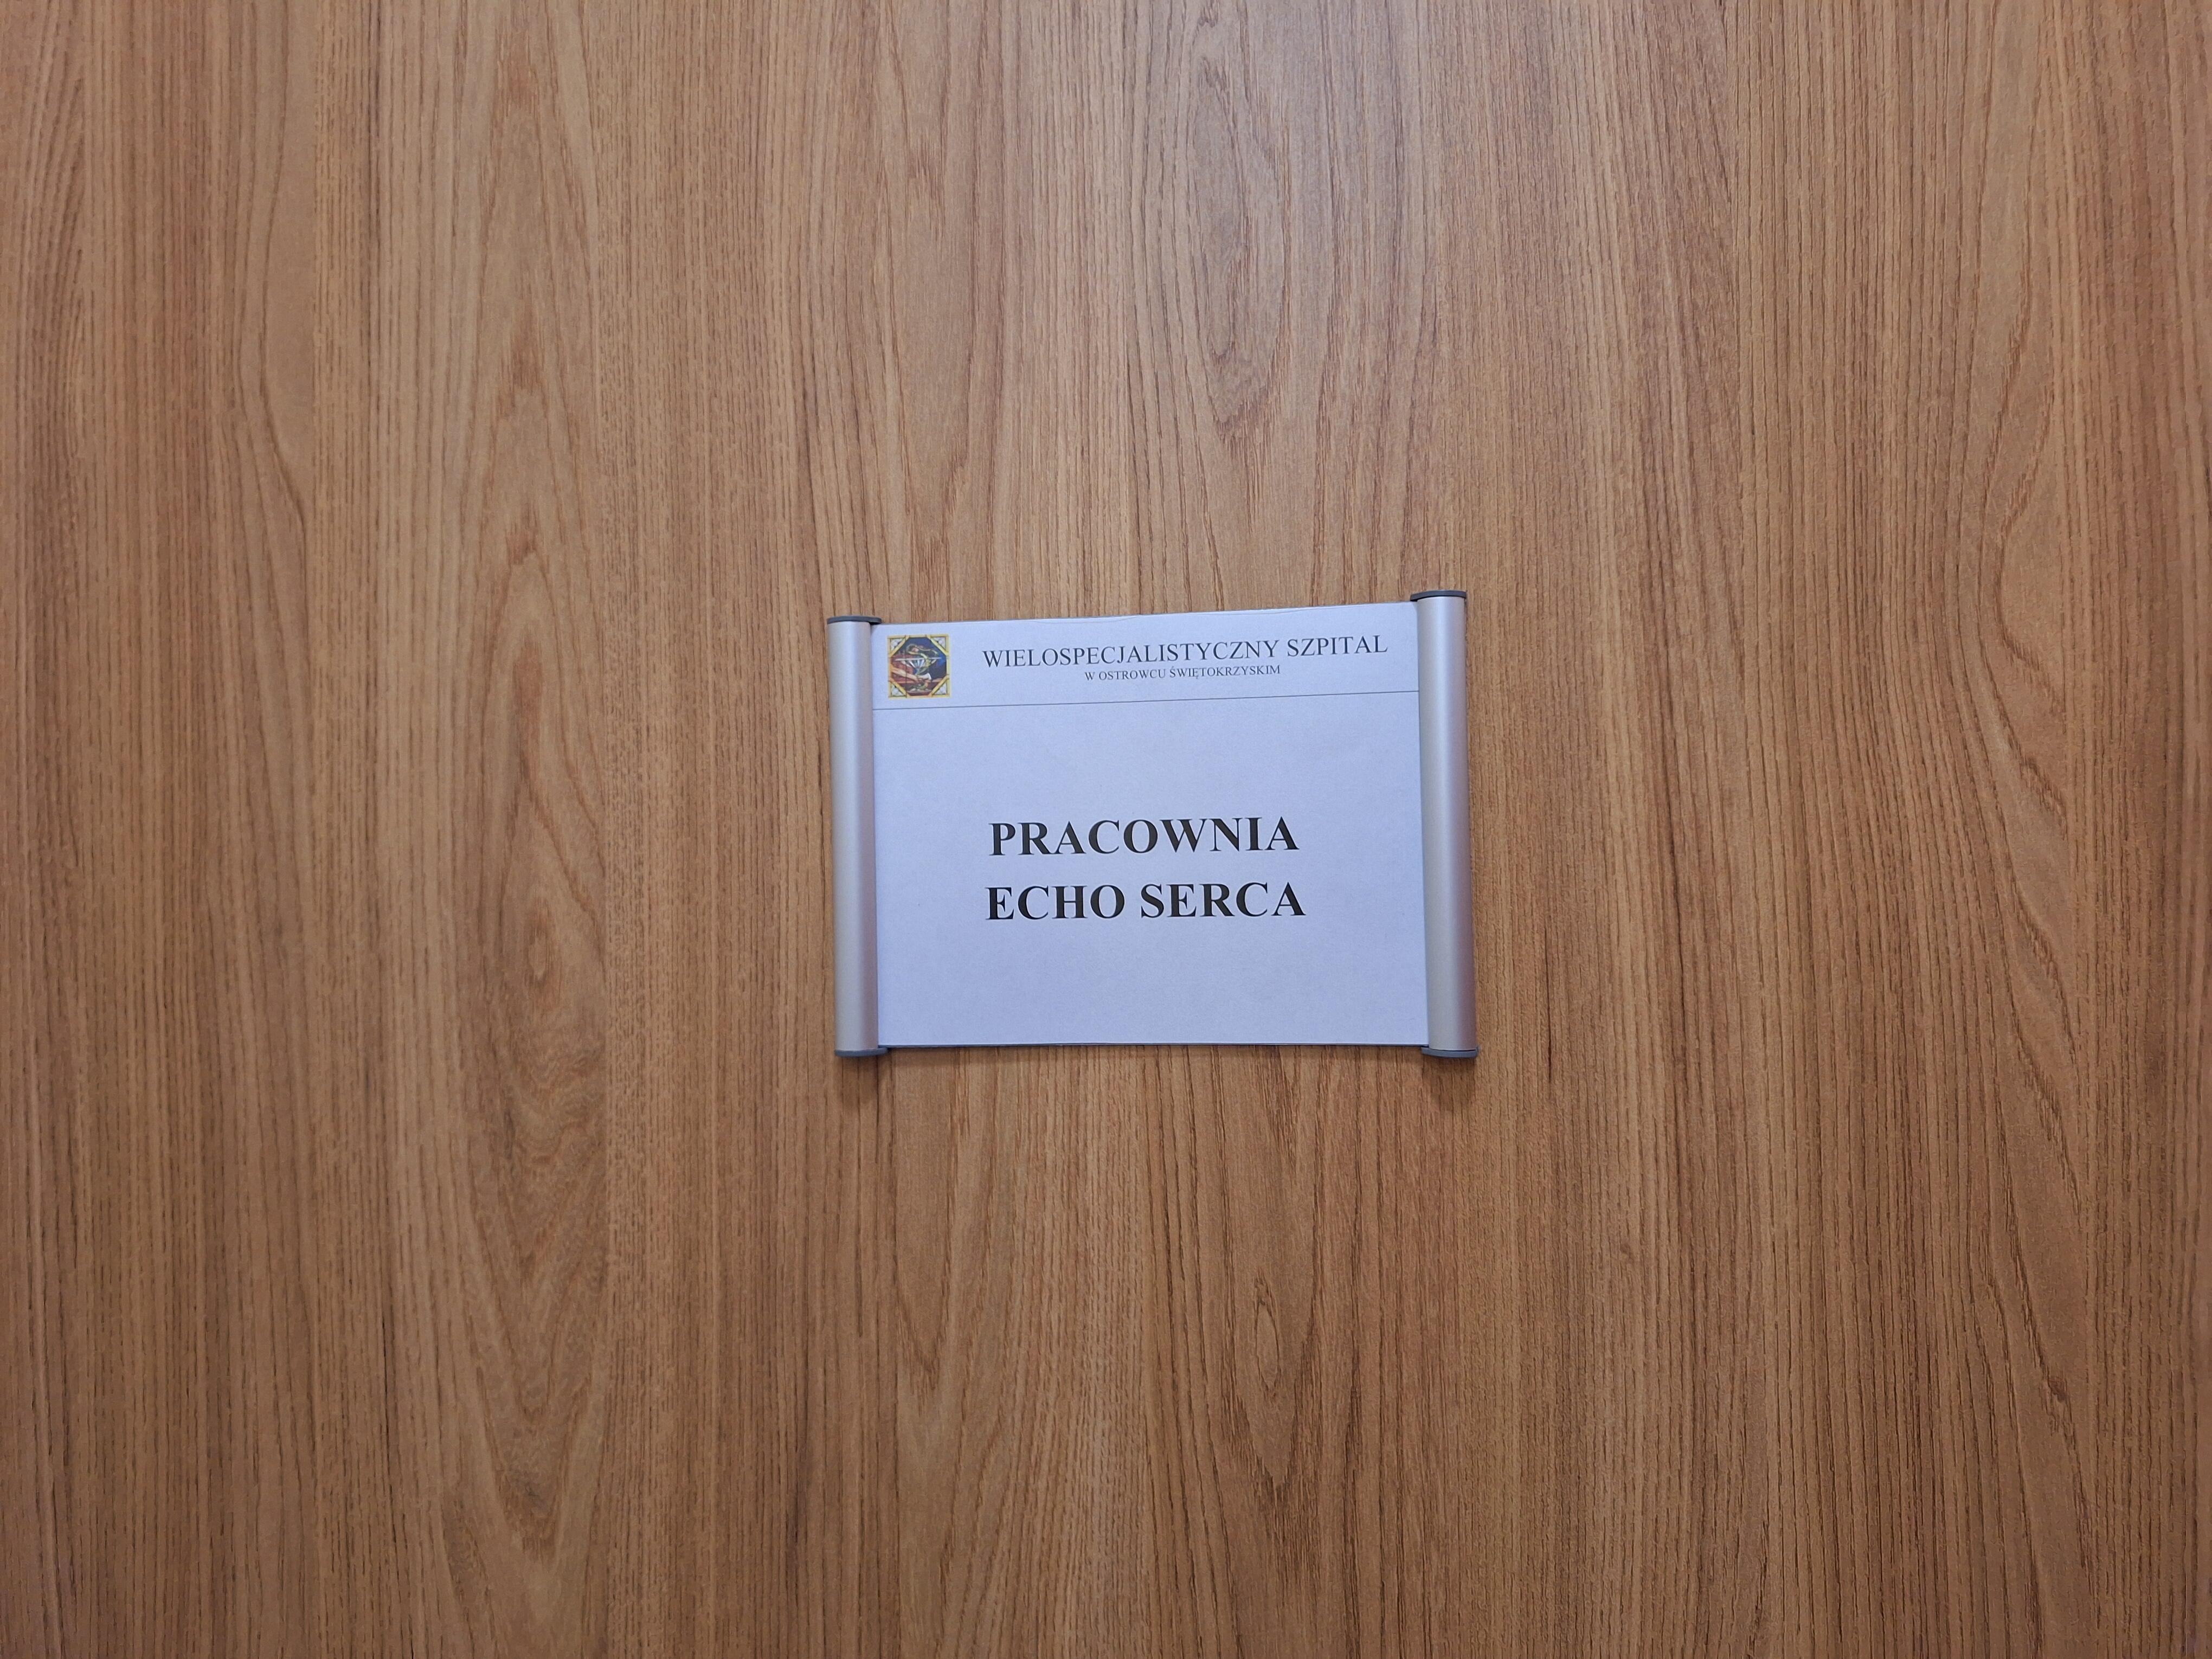 WIELOSPECJALISTYCZNY SZPITAL
W OSTROWCU ŚWIĘTOKRZYSKIM
PRACOWNIA
ECHO SERCA